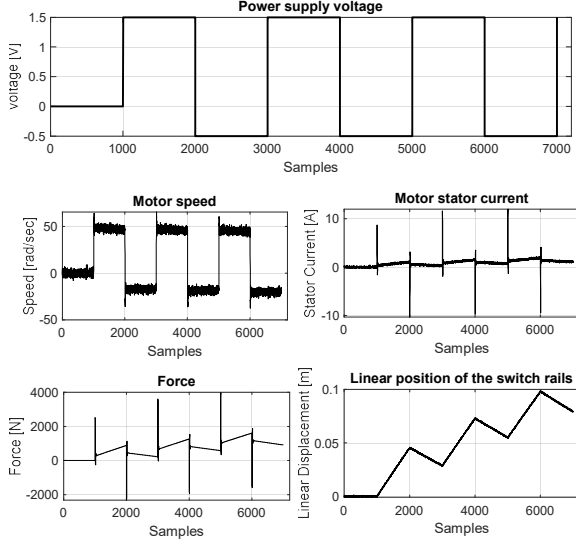 Power supply voltage
voltage [V]
1.5
1
0.5
0
-0.5
0 1000 2000 3000 4000 5000 6000 7000
Samples
Motor speed
Speed [rad/sec]
50
0
-50
0 2000 4000 6000
Samples
Motor stator current
Stator Current [A]
10
0
-10
0 2000 4000 6000
Samples
Force
Force [N]
4000
2000
0
-2000
0 2000 4000 6000
Samples
Linear position of the switch rails
Linear Displacement [m]
0.1
0.05
0
0 2000 4000 6000
Samples